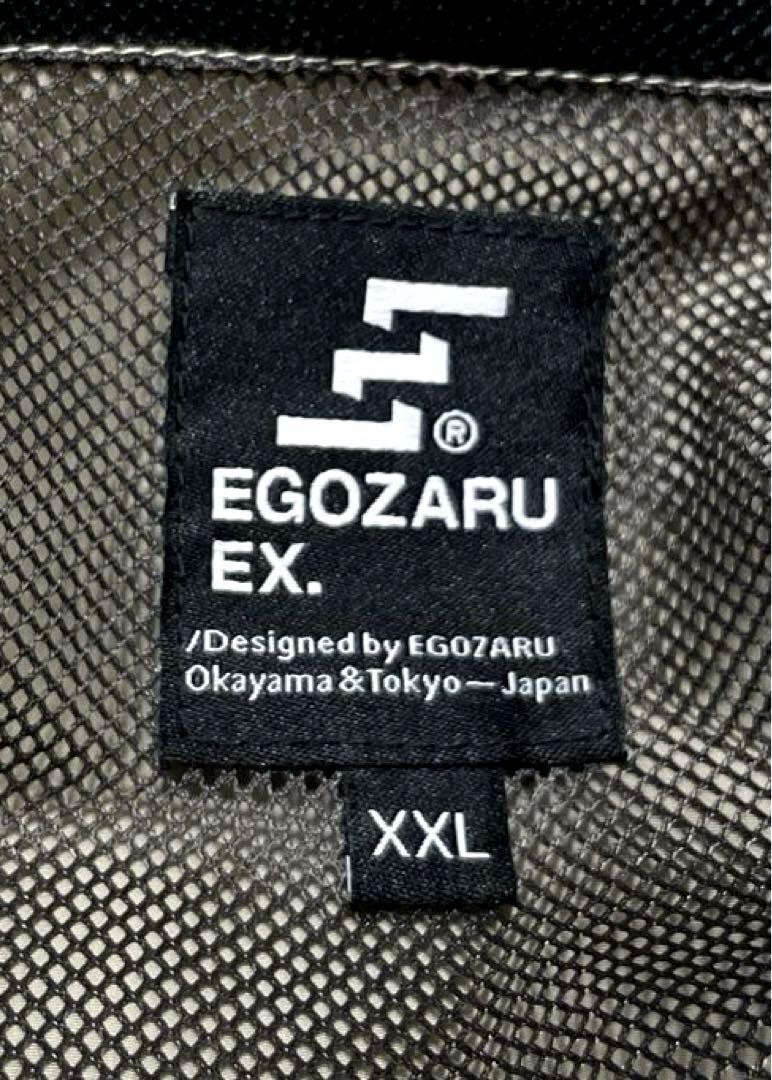 ®
EGOZARU
EX.
/Designed by EGOZARU
Okayama & Tokyo — Japan
XXL